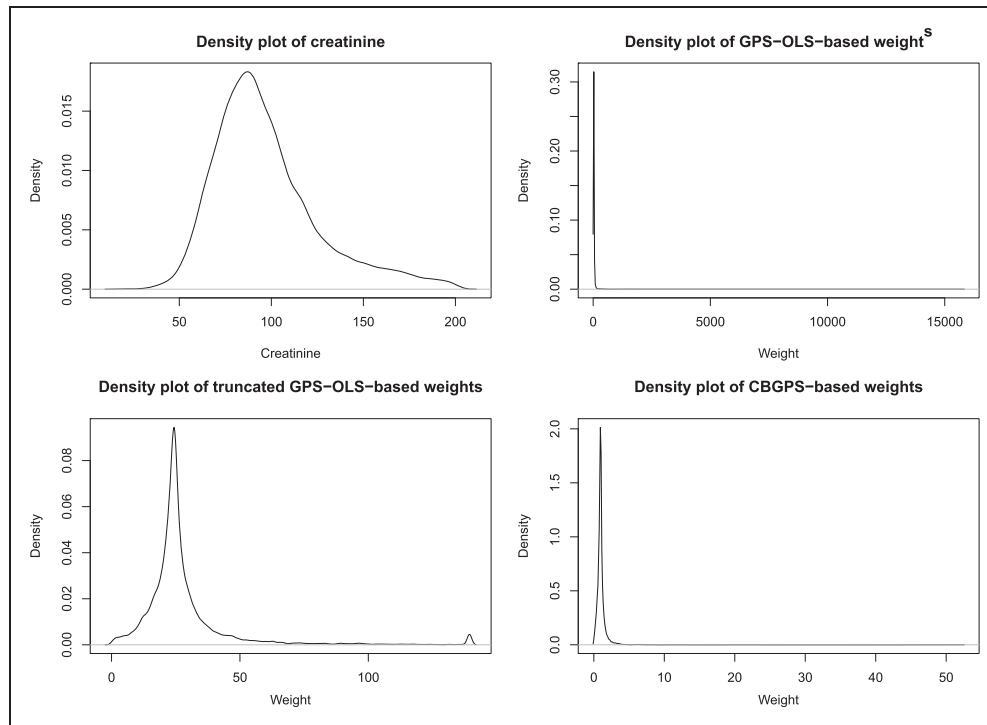 Density plot of creatinine
Density
0.000
0.005
0.010
0.015
50
100
150
200
Creatinine
Density plot of GPS−OLS−based weights
Density
0.00
0.10
0.20
0.30
0
5000
10000
15000
Weight
Density plot of truncated GPS−OLS−based weights
Density
0.00
0.02
0.04
0.06
0.08
0
50
100
Weight
Density plot of CBGPS−based weights
Density
0.0
0.5
1.0
1.5
2.0
0
10
20
30
40
50
Weight